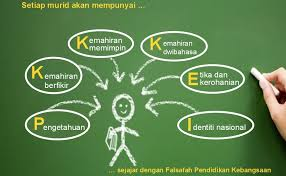 Setiap murid akan mempunyai ...
Kemahiran
memimpin
Kemahiran
dwibahasa
Kemahiran
berfikir
Etika dan
kerohanian
Pengetahuan
Identiti nasional
... sejajar dengan Falsafah Pendidikan Kebangsaan